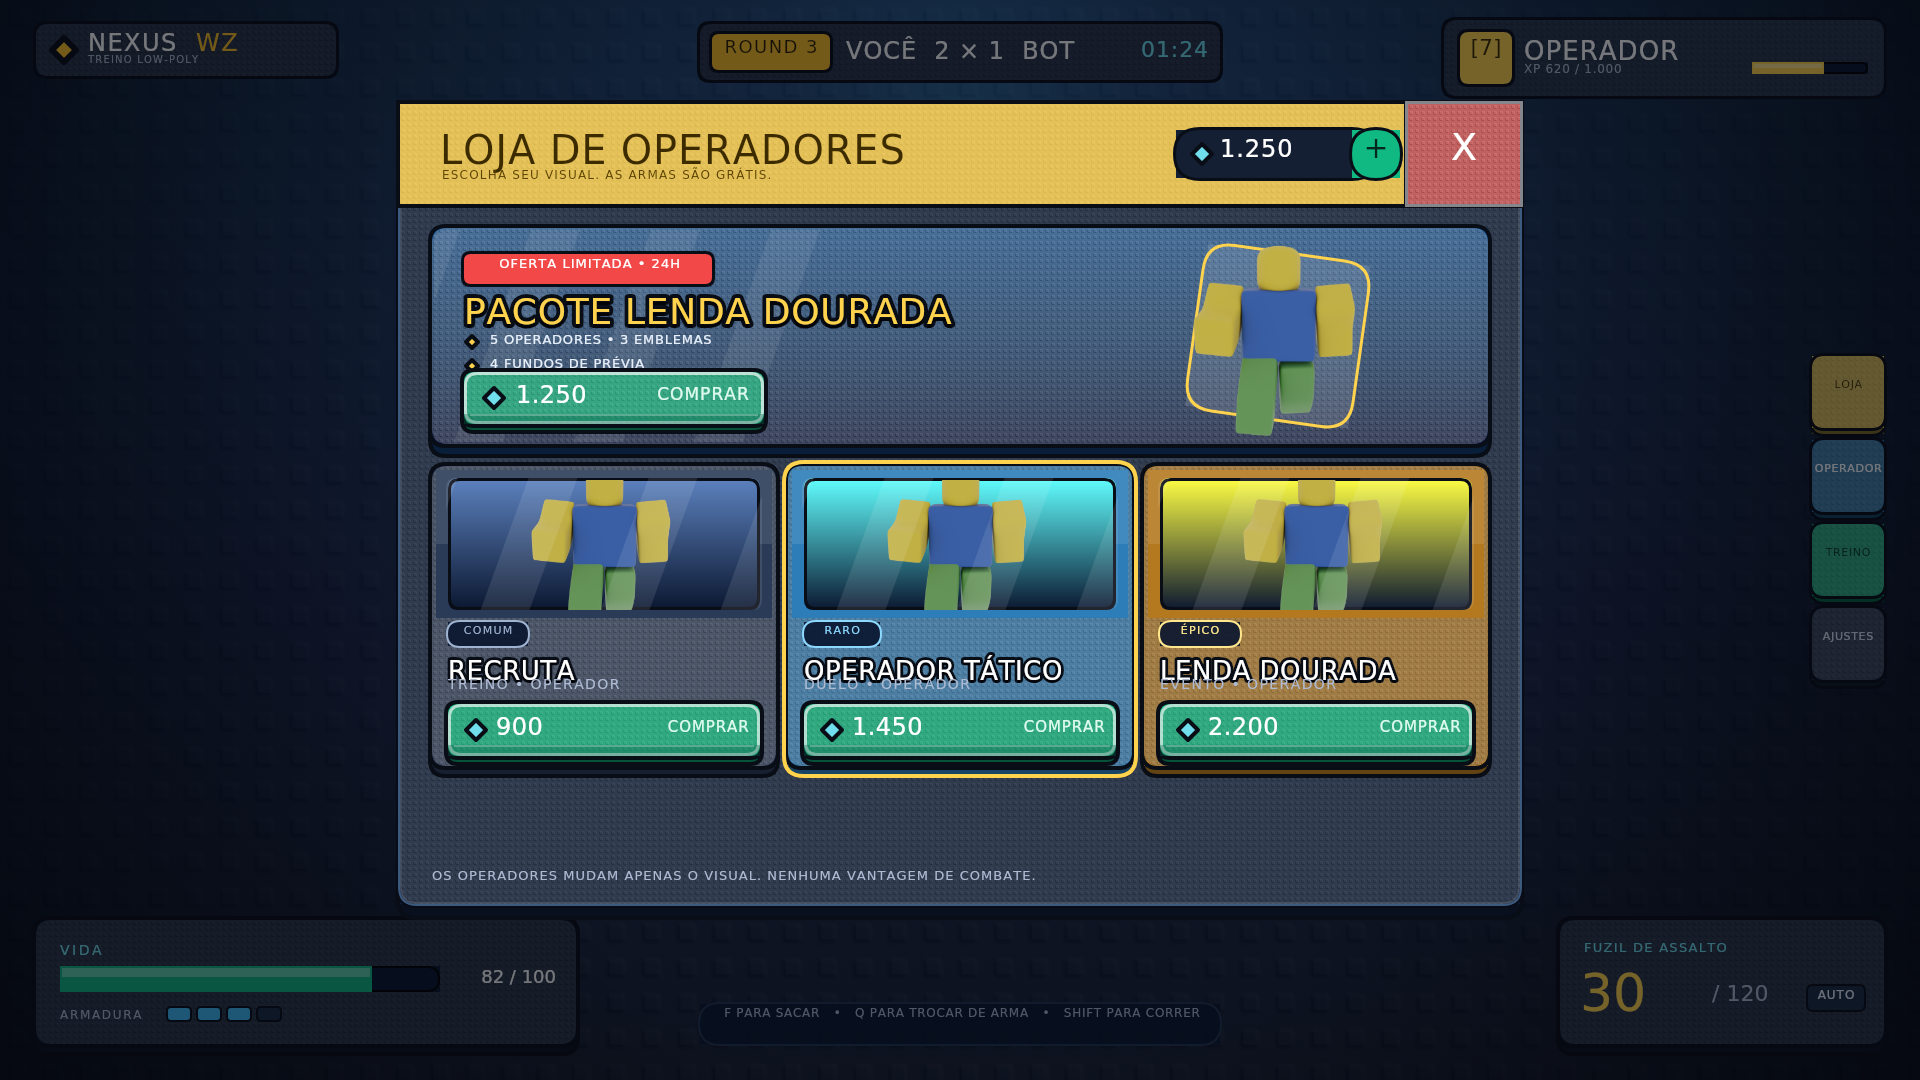 NEXUS WZ
TREINO LOW-POLY
ROUND 3 VOCÊ 2 × 1 BOT 01:24
[7] OPERADOR
XP 620 / 1.000
LOJA DE OPERADORES
ESCOLHA SEU VISUAL. AS ARMAS SÃO GRÁTIS.
1.250 +
X
OFERTA LIMITADA • 24H
PACOTE LENDA DOURADA
5 OPERADORES • 3 EMBLEMAS
4 FUNDOS DE PRÉVIA
1.250 COMPRAR
COMUM
RECRUTA
TREINO • OPERADOR
900 COMPRAR
RARO
OPERADOR TÁTICO
DUELO • OPERADOR
1.450 COMPRAR
ÉPICO
LENDA DOURADA
EVENTO • OPERADOR
2.200 COMPRAR
OS OPERADORES MUDAM APENAS O VISUAL. NENHUMA VANTAGEM DE COMBATE.
LOJA
OPERADOR
TREINO
AJUSTES
VIDA
82 / 100
ARMADURA
F PARA SACAR • Q PARA TROCAR DE ARMA • SHIFT PARA CORRER
FUZIL DE ASSALTO
30 / 120 AUTO